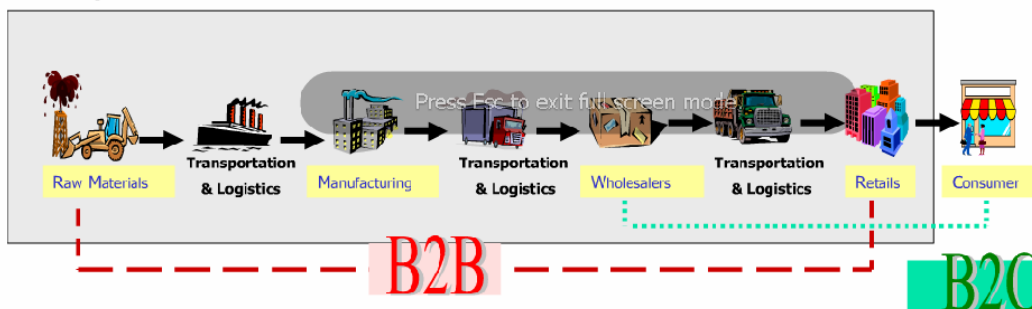 Press Esc to exit full screen mode
Raw Materials
Transportation
& Logistics
Manufacturing
Transportation
& Logistics
Wholesalers
Transportation
& Logistics
Retails
Consumer
B2B
B2C